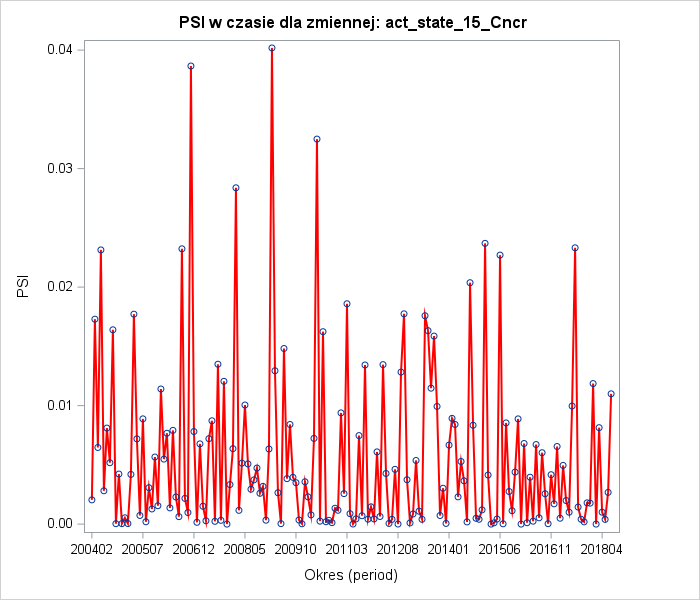 PSI w czasie dla zmiennej: act_state_15_Cncr
0.04
0.03
0.02
0.01
0.00
PSI
200402 200507 200612 200805 200910 201103 201208 201401 201506 201611 201804
Okres (period)